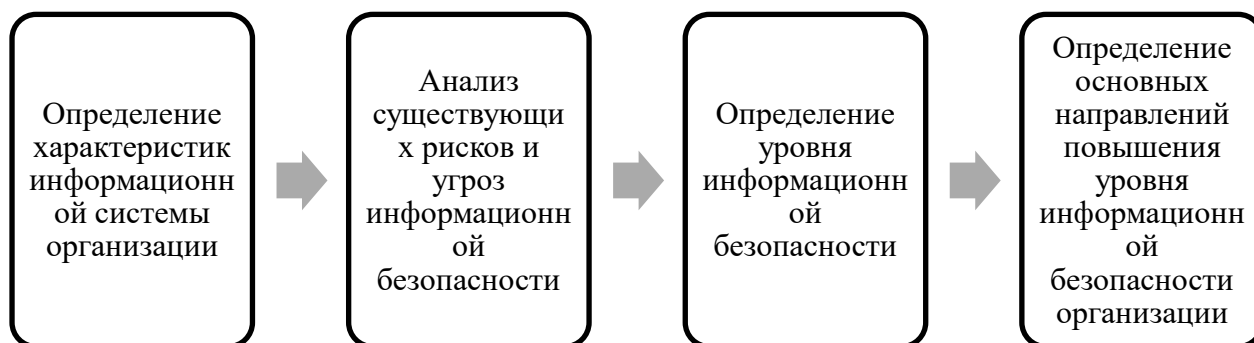 Определение
характеристик
информационн
ой системы
организации
Анализ
существующи
х рисков и
угроз
информационн
ой
безопасности
Определение
уровня
информационн
ой
безопасности
Определение
основных
направлений
повышения
уровня
информационн
ой
безопасности
организации